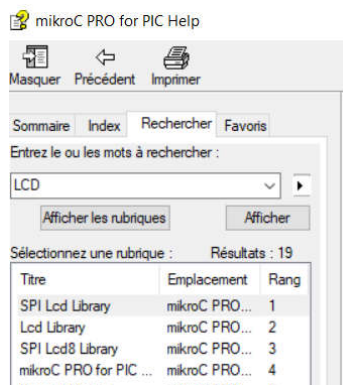 mikroC PRO for PIC Help
Masquer Précédent Imprimer
Sommaire Index Rechercher Favoris
Entrez le ou les mots à rechercher :
LCD
Afficher les rubriques Afficher
Sélectionnez une rubrique : Résultats : 19
Titre Emplacement Rang
SPI Lcd Library mikroC PRO... 1
Lcd Library mikroC PRO... 2
SPI Lcd8 Library mikroC PRO... 3
mikroC PRO for PIC ... mikroC PRO... 4